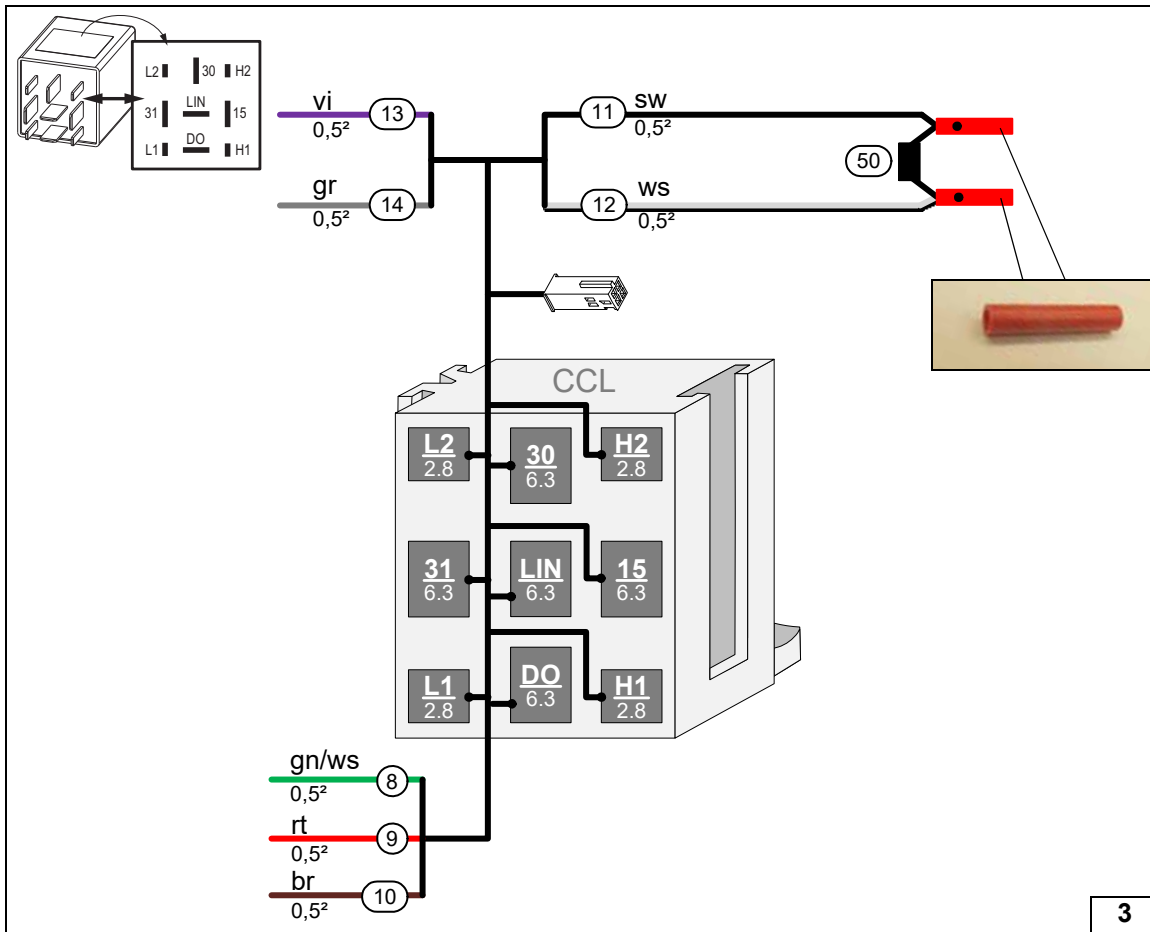 L2 30 H2
31 LIN 15
L1 DO H1
vi 13
0,5²
gr 14
0,5²
11 sw
0,5²
50
12 ws
0,5²
CCL
L2
2.8
30
6.3
H2
2.8
31
6.3
LIN
6.3
15
6.3
L1
2.8
DO
6.3
H1
2.8
gn/ws 8
0,5²
rt 9
0,5²
br 10
0,5²
3